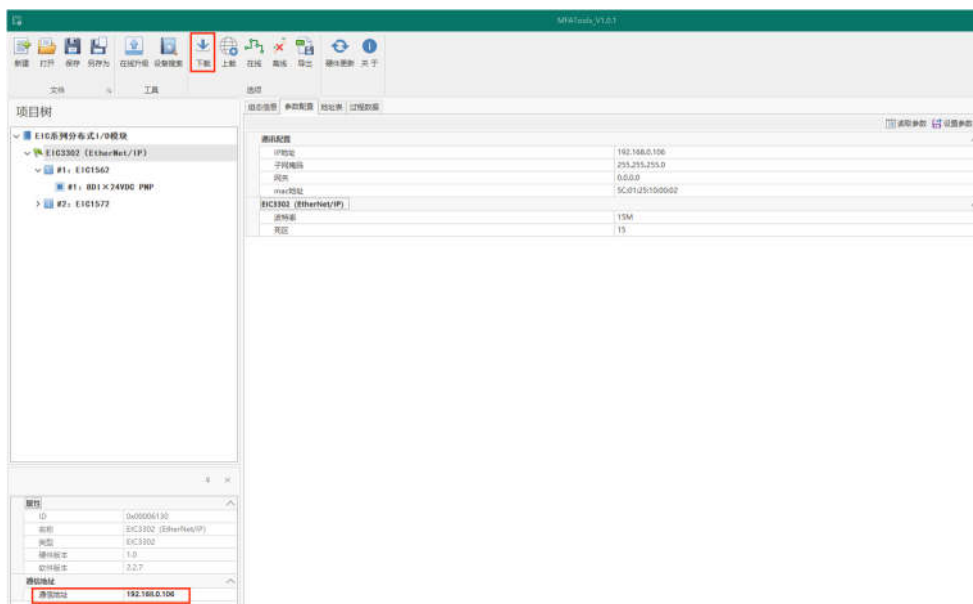 MFATools_V1.0.1
新建 打开 保存 另存为 在线升级 设备搜索 下载 上载 在线 离线 导出 硬件更新 关于
文件 工具 选项
项目树
组态信息 参数配置 地址表 过程数据
读取参数 设置参数
EIC系列分布式I/O模块
EIC3302 (EtherNet/IP)
#1: EIC1562
#1: 8DI×24VDC PNP
#2: EIC1572
通讯配置
IP地址 192.168.0.106
子网掩码 255.255.255.0
网关 0.0.0.0
mac地址 5C:01:25:10:00:02
EIC3302 (EtherNet/IP)
波特率 15M
死区 15
属性
ID 0x00006130
名称 EIC3302 (EtherNet/IP)
类型 EIC3302
硬件版本 1.0
软件版本 2.2.7
通信地址
通信地址 192.168.0.106